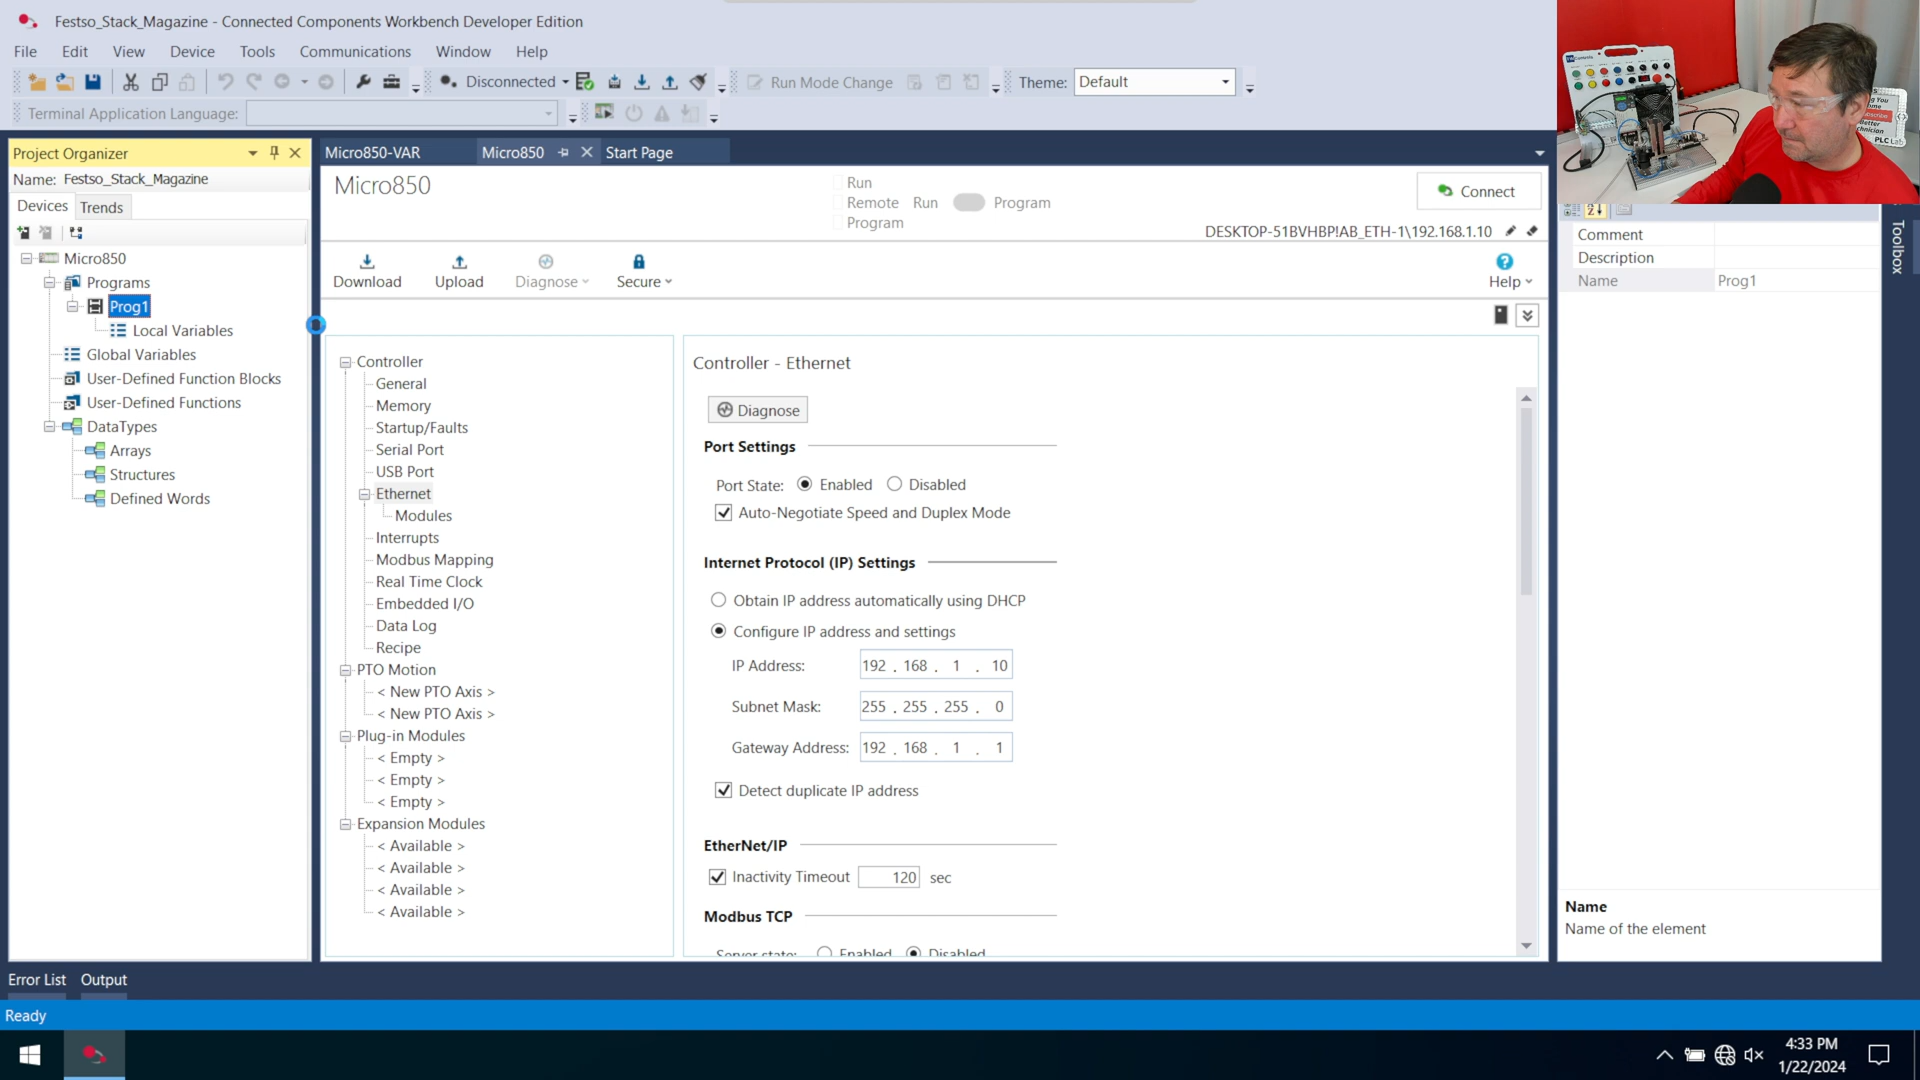 Festso_Stack_Magazine - Connected Components Workbench Developer Edition
File Edit View Device Tools Communications Window Help
Disconnected Run Mode Change Theme: Default
Terminal Application Language:
Project Organizer
Name: Festso_Stack_Magazine
Devices Trends
Micro850
Programs
Prog1
Local Variables
Global Variables
User-Defined Function Blocks
User-Defined Functions
DataTypes
Arrays
Structures
Defined Words
Micro850-VAR Micro850 Start Page
Micro850
Run
Remote Run Program
Program
Connect
DESKTOP-51BVHBP!AB_ETH-1\192.168.1.10
Download Upload Diagnose Secure Help
Controller
General
Memory
Startup/Faults
Serial Port
USB Port
Ethernet
Modules
Interrupts
Modbus Mapping
Real Time Clock
Embedded I/O
Data Log
Recipe
PTO Motion
< New PTO Axis >
< New PTO Axis >
Plug-in Modules
< Empty >
< Empty >
< Empty >
Expansion Modules
< Available >
< Available >
< Available >
< Available >
Controller - Ethernet
Diagnose
Port Settings
Port State: Enabled Disabled
Auto-Negotiate Speed and Duplex Mode
Internet Protocol (IP) Settings
Obtain IP address automatically using DHCP
Configure IP address and settings
IP Address: 192 . 168 . 1 . 10
Subnet Mask: 255 . 255 . 255 . 0
Gateway Address: 192 . 168 . 1 . 1
Detect duplicate IP address
EtherNet/IP
Inactivity Timeout 120 sec
Modbus TCP
Server state: Enabled Disabled
Comment
Description
Name Prog1
Name
Name of the element
Toolbox
PLC Lab
Error List Output
Ready
4:33 PM
1/22/2024